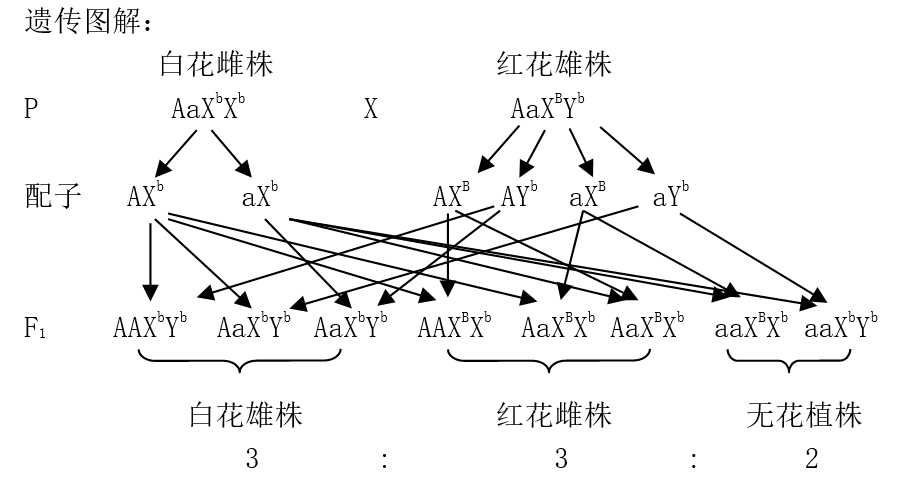 遗传图解：
白花雌株 红花雄株
P AaXᵇXᵇ X AaXᴮYᵇ
配子 AXᵇ aXᵇ AXᴮ AYᵇ aXᴮ aYᵇ
F₁ AAXᵇYᵇ AaXᵇYᵇ AaXᵇYᵇ AAXᴮXᵇ AaXᴮXᵇ AaXᴮXᵇ aaXᴮXᵇ aaXᵇYᵇ
白花雄株 红花雌株 无花植株
3 : 3 : 2